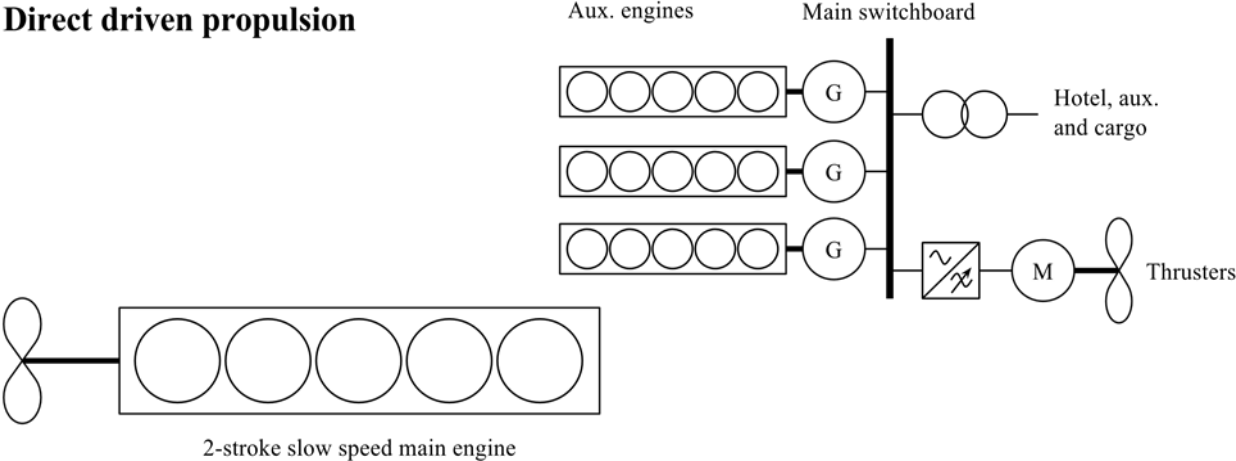 Direct driven propulsion
Aux. engines
Main switchboard
G
Hotel, aux.
and cargo
G
G
M
Thrusters
2-stroke slow speed main engine